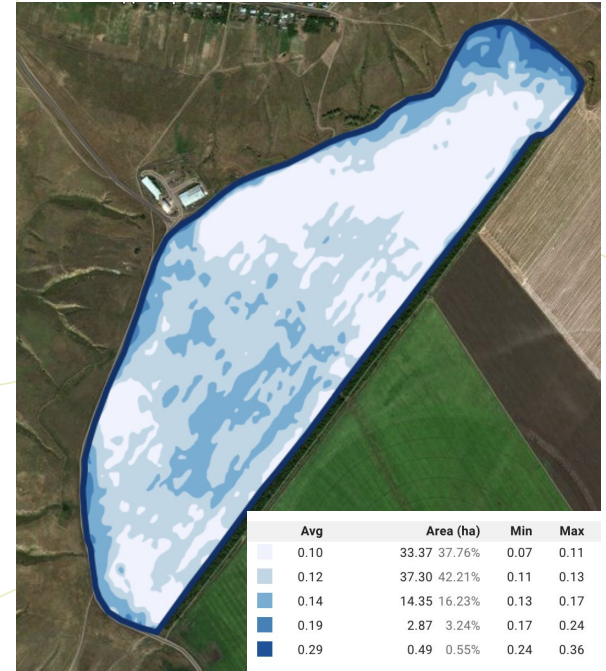 Avg Area (ha) Min Max
0.10 33.37 37.76% 0.07 0.11
0.12 37.30 42.21% 0.11 0.13
0.14 14.35 16.23% 0.13 0.17
0.19 2.87 3.24% 0.17 0.24
0.29 0.49 0.55% 0.24 0.36